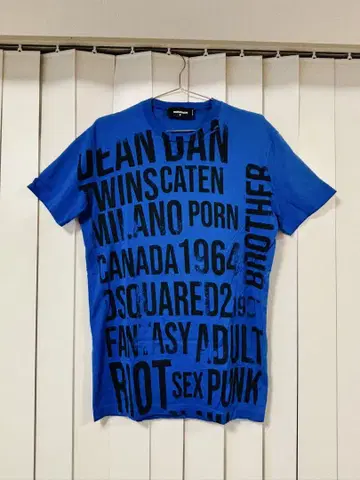 DEAN DAN
TWINS CATEN
MILANO PORN
BROTHER
CANADA 1964
DSQUARED2
FANTASY ADULT
RIOT SEX PUNK